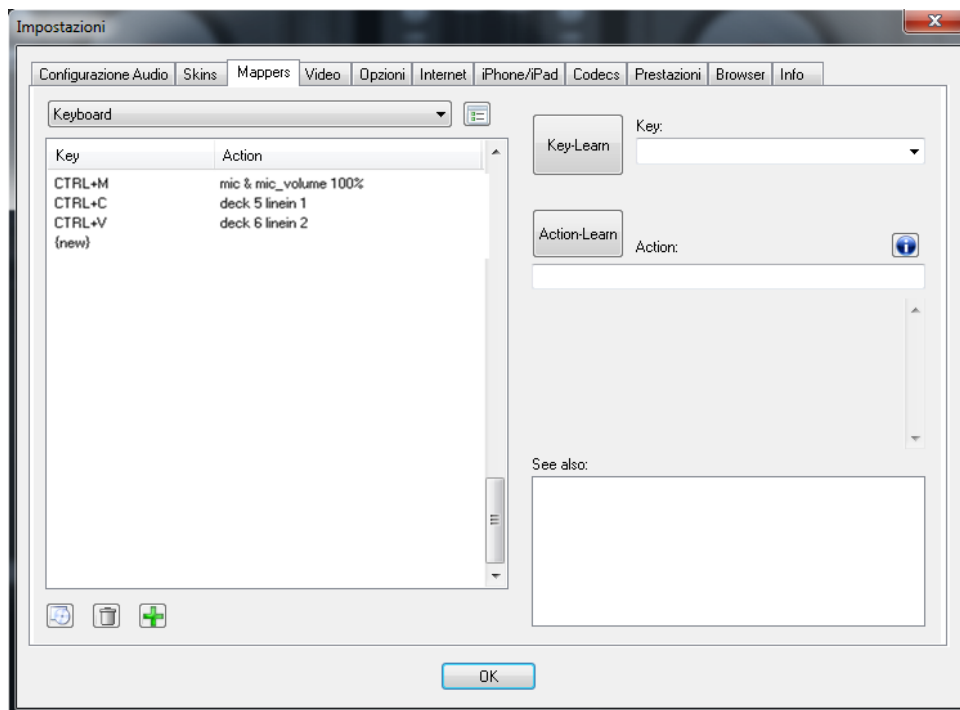 Impostazioni
Configurazione Audio Skins Mappers Video Opzioni Internet iPhone/iPad Codecs Prestazioni Browser Info
Keyboard
Key Action
CTRL+M mic & mic_volume 100%
CTRL+C deck 5 linein 1
CTRL+V deck 6 linein 2
{new}
Key-Learn
Key:
Action-Learn
Action:
See also:
OK